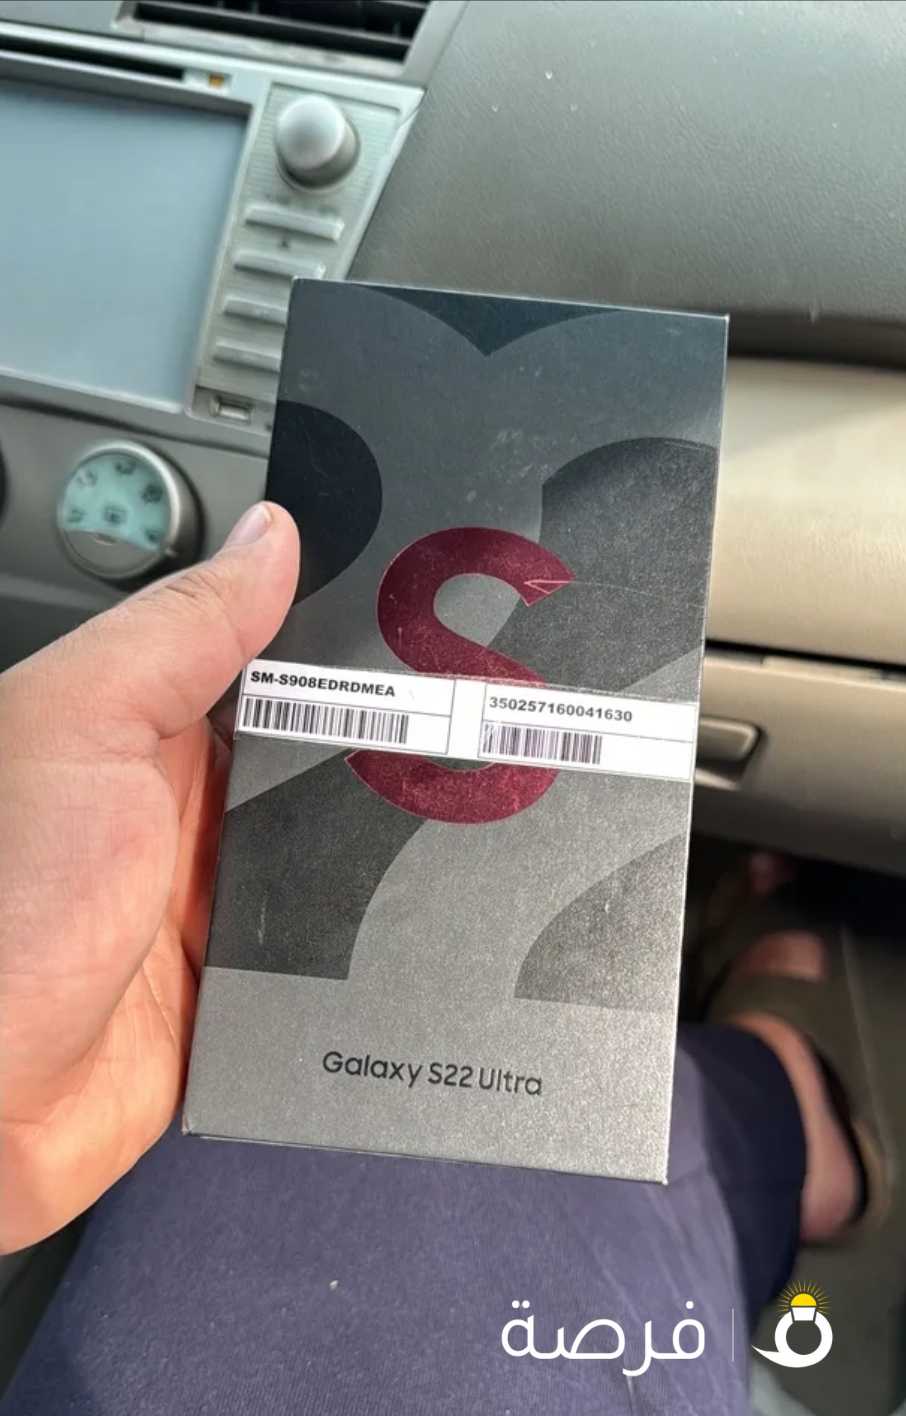 SM-S908EDRDMEA
350257160041630
S
Galaxy S22 Ultra
فرصة